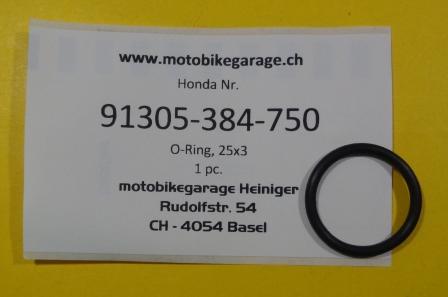 www.motobikegarage.ch
Honda Nr.
91305-384-750
O-Ring, 25x3
1 pc.
motobikegarage Heiniger
Rudolfstr. 54
CH - 4054 Basel